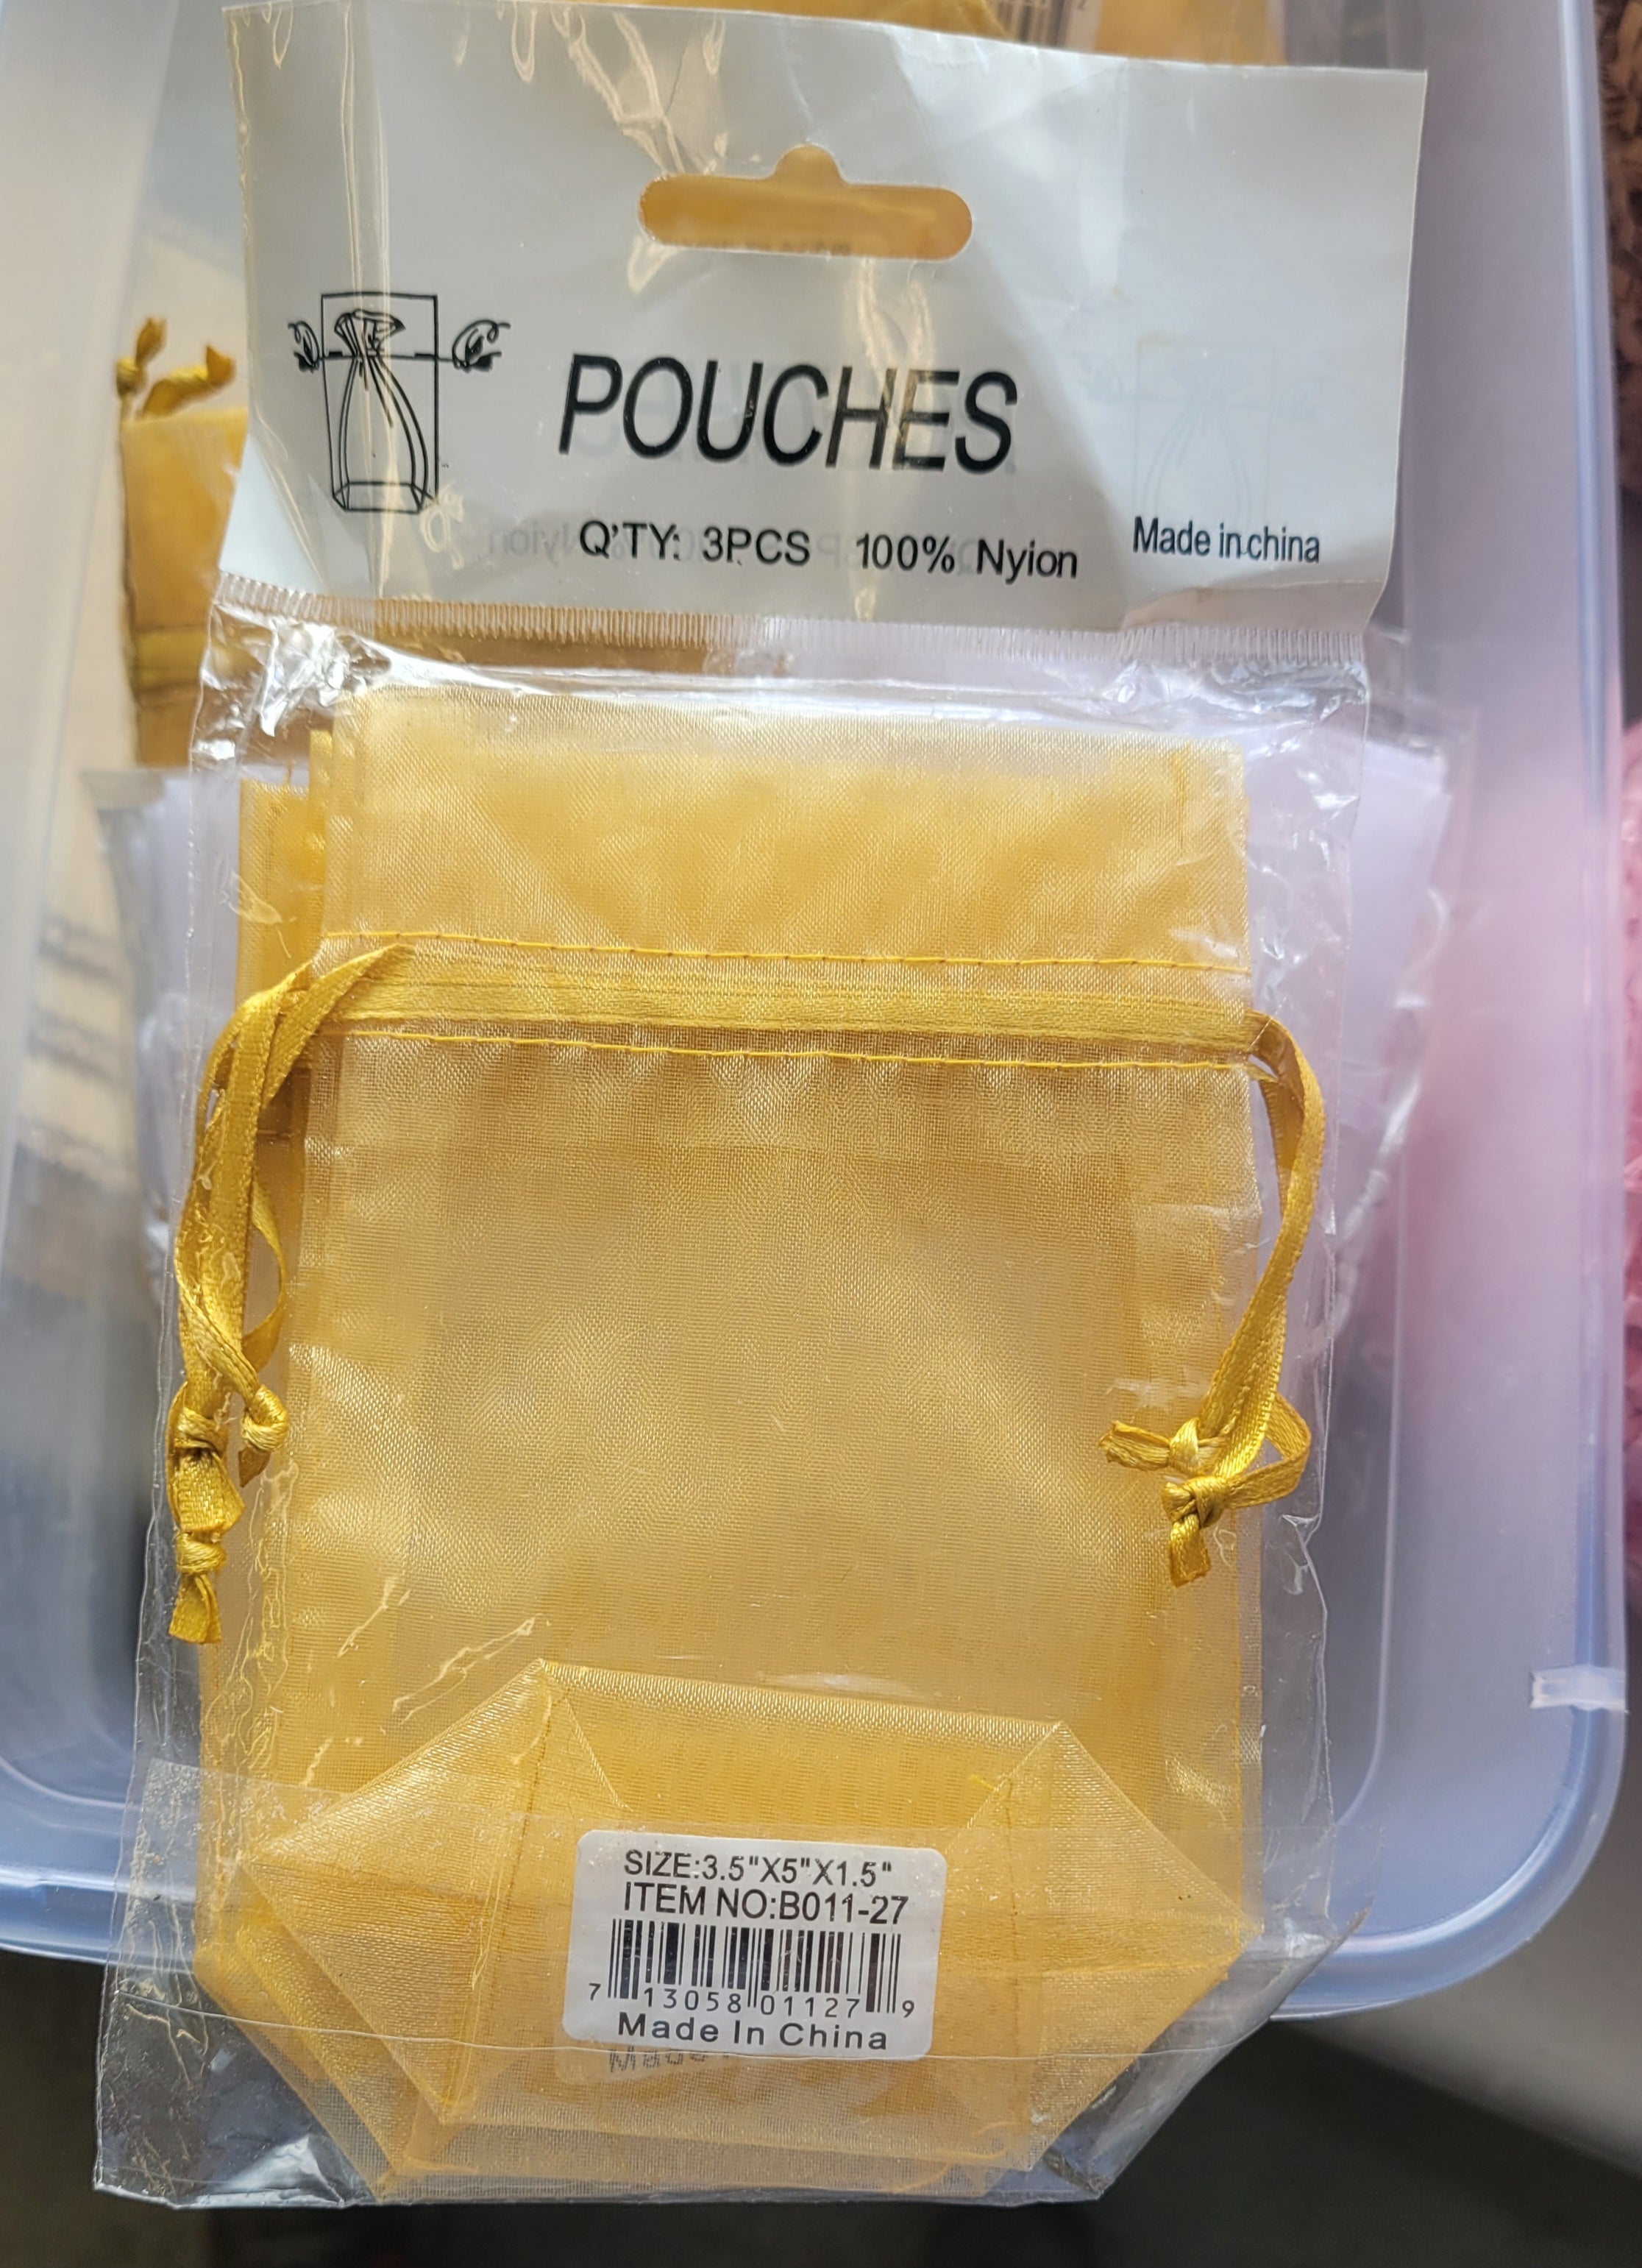 POUCHES
Q'TY: 3PCS 100% Nyion Made in china
SIZE:3.5"X5"X1.5"
ITEM NO:B011-27
7 13058 01127 9
Made In China